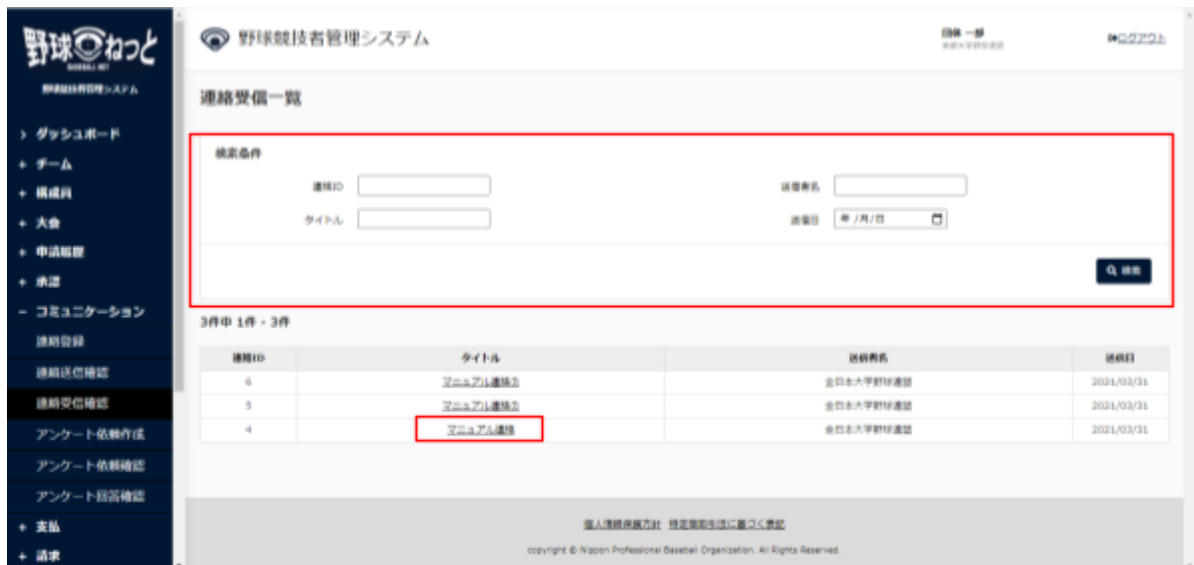 野球ねっと
BASEBALL NET
野球競技者管理システム
野球競技者管理システム
団体 一郎
ログアウト
連絡受信一覧
> ダッシュボード
+ チーム
+ 構成員
+ 大会
+ 申請履歴
+ 承認
- コミュニケーション
連絡登録
連絡送信確認
連絡受信確認
アンケート依頼作成
アンケート依頼確認
アンケート回答確認
+ 支払
+ 請求
検索条件
連絡ID
送信者名
タイトル
送信日 年 /月/日
検索
3件中 1件 - 3件
連絡ID タイトル 送信者名 送信日
6 マニュアル連絡 全日本大学野球連盟 2021/03/31
5 マニュアル連絡 全日本大学野球連盟 2021/03/31
4 マニュアル連絡 全日本大学野球連盟 2021/03/31
個人情報保護方針 特定商取引法に基づく表記
copyright © Nippon Professional Baseball Organization. All Rights Reserved.